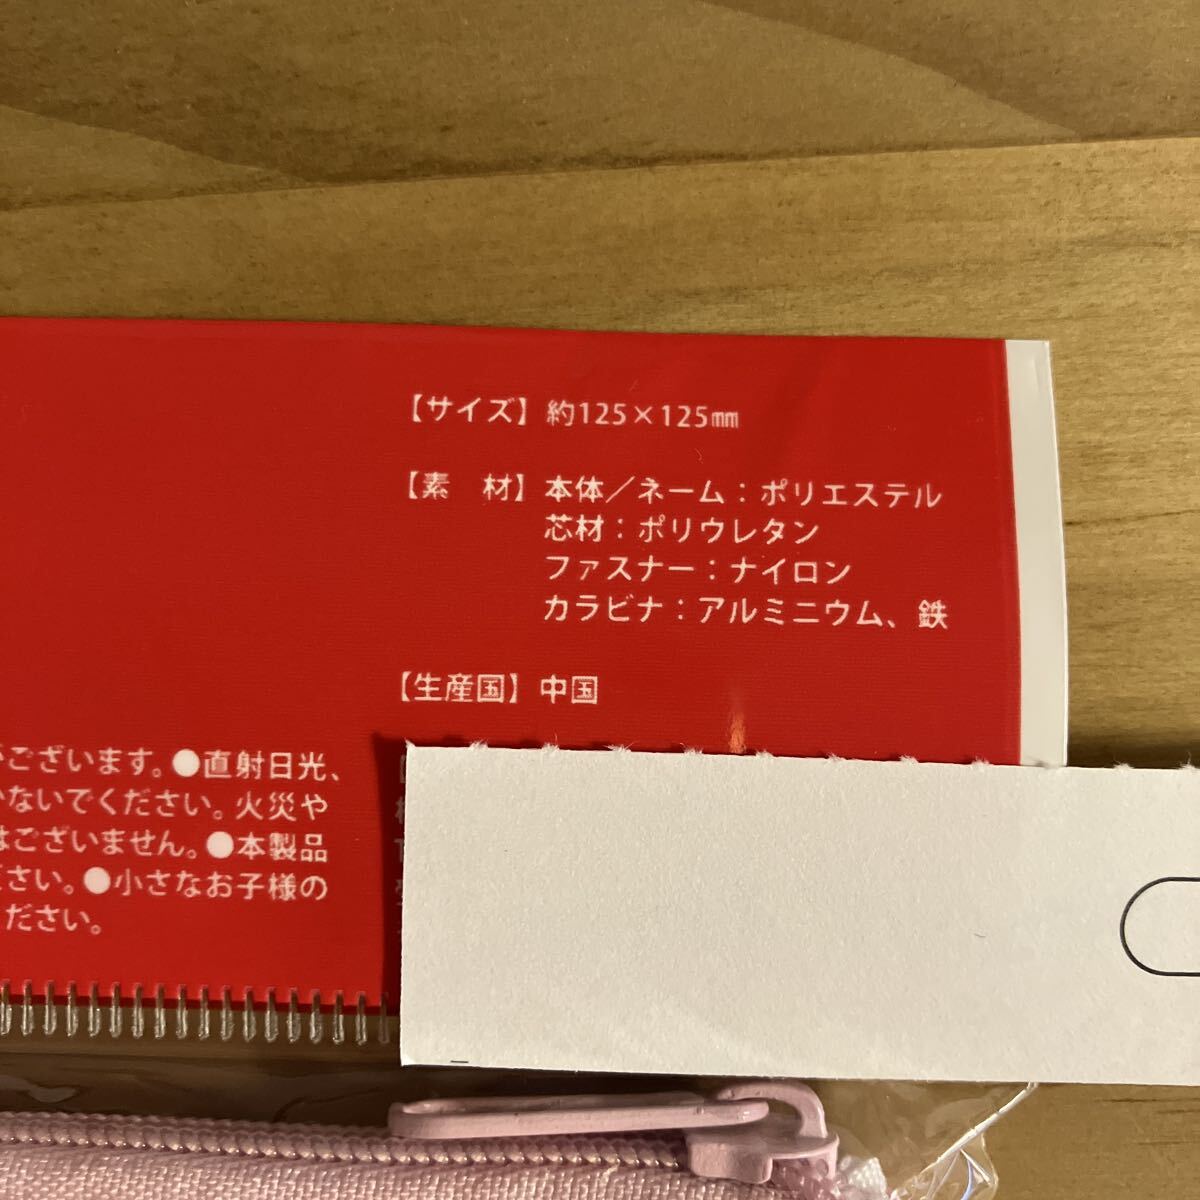 【サイズ】約125×125㎜
【素　材】本体／ネーム：ポリエステル
芯材：ポリウレタン
ファスナー：ナイロン
カラビナ：アルミニウム、鉄
【生産国】中国
がございます。●直射日光、
かないでください。火災や
はございません。●本製品
ださい。●小さなお子様の
ください。